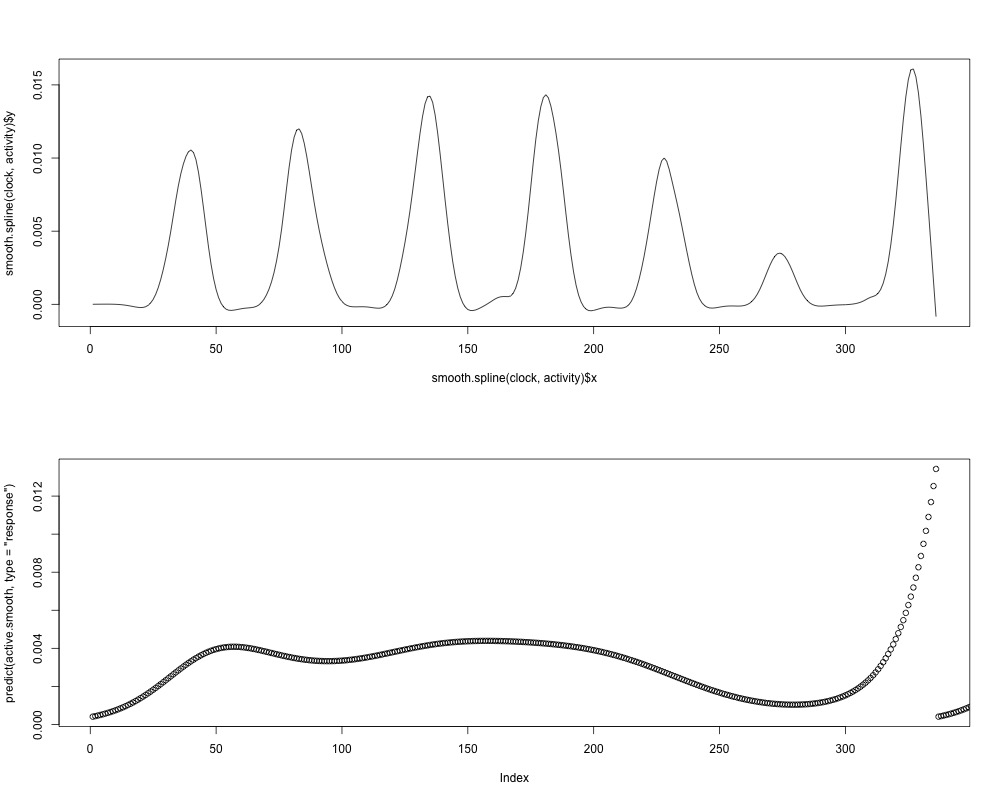 smooth.spline(clock, activity)$y
0.015
0.010
0.005
0.000
0 50 100 150 200 250 300
smooth.spline(clock, activity)$x
predict(active.smooth, type = "response")
0.012
0.008
0.004
0.000
0 50 100 150 200 250 300
Index